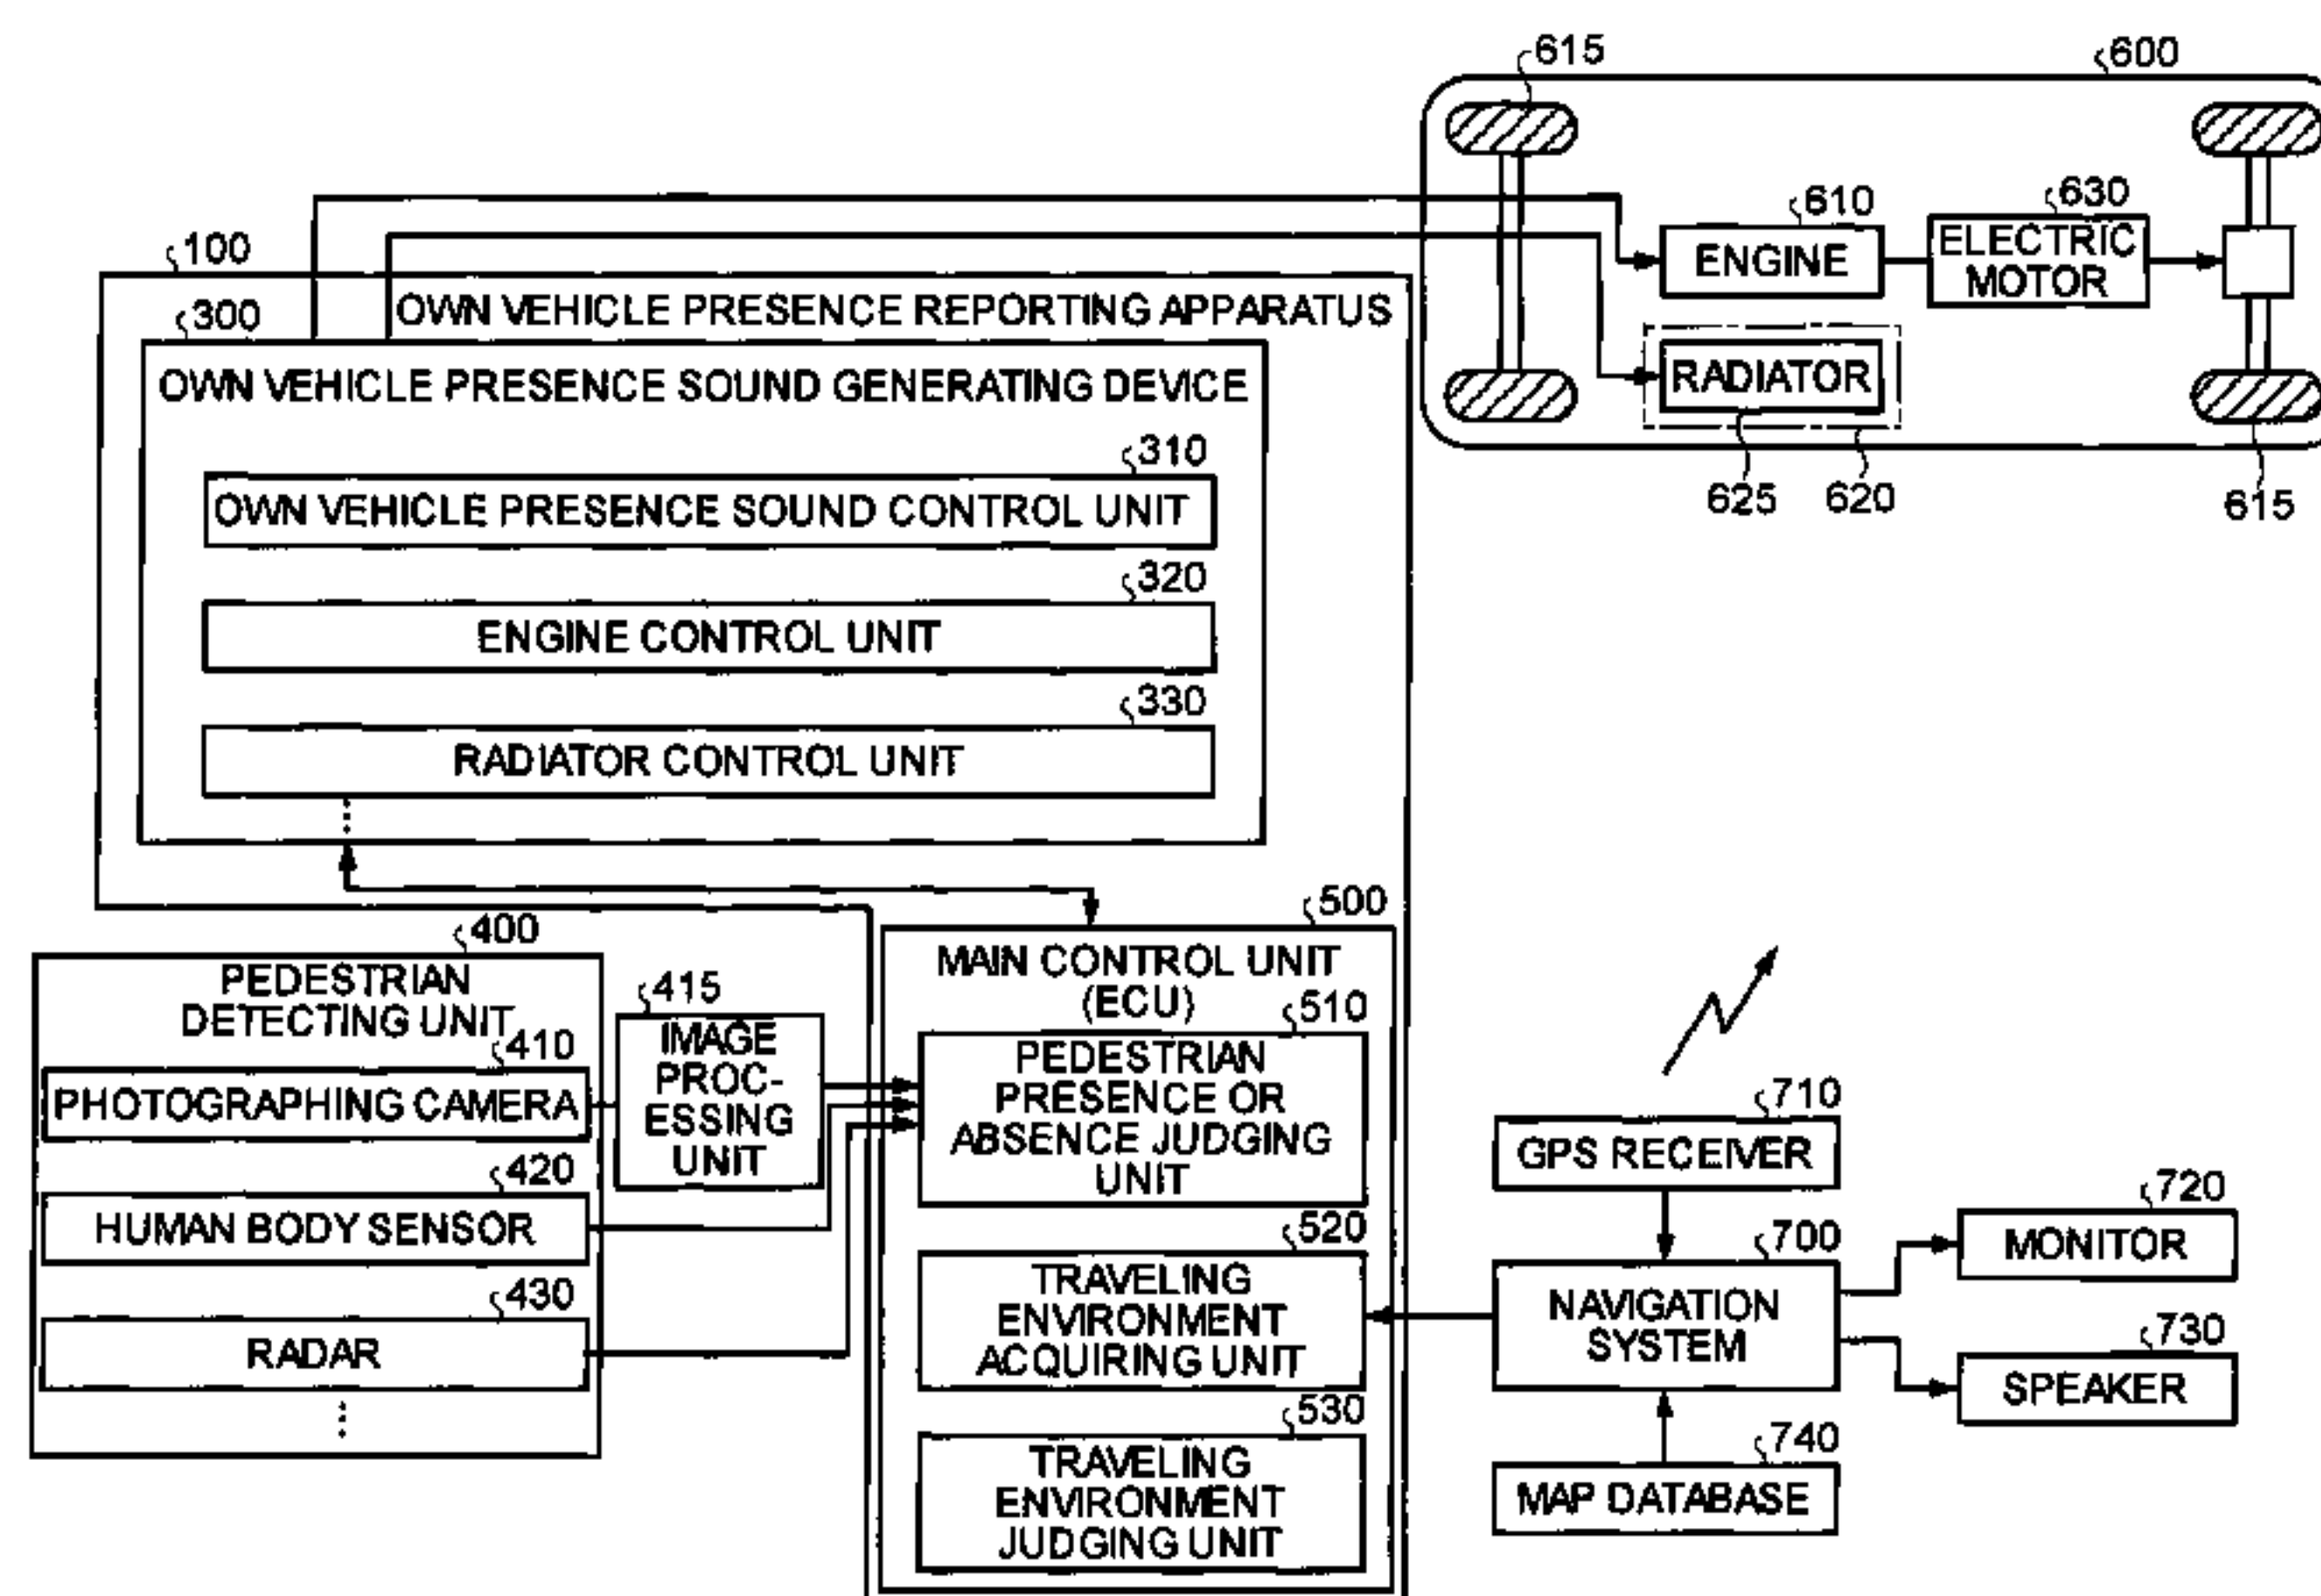 615
600
610
630
ENGINE
ELECTRIC
MOTOR
RADIATOR
625
620
615
100
OWN VEHICLE PRESENCE REPORTING APPARATUS
300
OWN VEHICLE PRESENCE SOUND GENERATING DEVICE
310
OWN VEHICLE PRESENCE SOUND CONTROL UNIT
320
ENGINE CONTROL UNIT
330
RADIATOR CONTROL UNIT
400
PEDESTRIAN
DETECTING UNIT
410
PHOTOGRAPHING CAMERA
420
HUMAN BODY SENSOR
430
RADAR
415
IMAGE
PROC-
ESSING
UNIT
500
MAIN CONTROL UNIT
(ECU)
510
PEDESTRIAN
PRESENCE OR
ABSENCE JUDGING
UNIT
520
TRAVELING
ENVIRONMENT
ACQUIRING UNIT
530
TRAVELING
ENVIRONMENT
JUDGING UNIT
710
GPS RECEIVER
700
NAVIGATION
SYSTEM
720
MONITOR
730
SPEAKER
740
MAP DATABASE